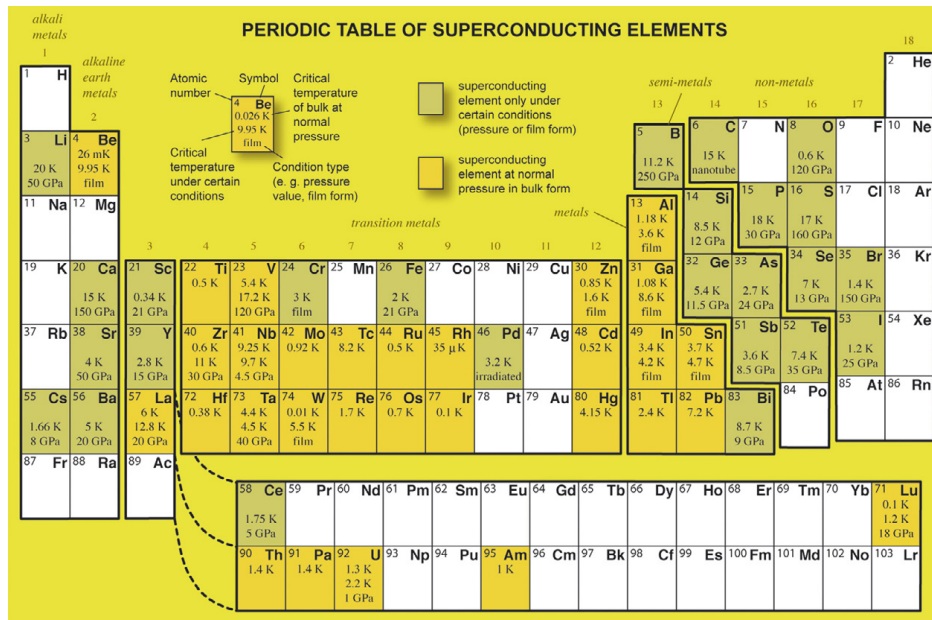 PERIODIC TABLE OF SUPERCONDUCTING ELEMENTS
alkali
metals
1
alkaline
earth
metals
2
Atomic
number
Symbol
Critical
temperature
of bulk at
normal
pressure
4 Be
0.026 K
9.95 K
film
Critical
temperature
under certain
conditions
Condition type
(e. g. pressure
value, film form)
superconducting
element only under
certain conditions
(pressure or film form)
superconducting
element at normal
pressure in bulk form
semi-metals
non-metals
metals
transition metals
3 4 5 6 7 8 9 10 11 12
13 14 15 16 17 18
1 H
2 He
3 Li
20 K
50 GPa
4 Be
26 mK
9.95 K
film
5 B
11.2 K
250 GPa
6 C
15 K
nanotube
7 N
8 O
0.6 K
120 GPa
9 F
10 Ne
11 Na
12 Mg
13 Al
1.18 K
3.6 K
film
14 Si
8.5 K
12 GPa
15 P
18 K
30 GPa
16 S
17 K
160 GPa
17 Cl
18 Ar
19 K
20 Ca
15 K
150 GPa
21 Sc
0.34 K
21 GPa
22 Ti
0.5 K
23 V
5.4 K
17.2 K
120 GPa
24 Cr
3 K
film
25 Mn
26 Fe
2 K
21 GPa
27 Co
28 Ni
29 Cu
30 Zn
0.85 K
1.6 K
film
31 Ga
1.08 K
8.6 K
film
32 Ge
5.4 K
11.5 GPa
33 As
2.7 K
24 GPa
34 Se
7 K
13 GPa
35 Br
1.4 K
150 GPa
36 Kr
37 Rb
38 Sr
4 K
50 GPa
39 Y
2.8 K
15 GPa
40 Zr
0.6 K
11 K
30 GPa
41 Nb
9.25 K
9.7 K
4.5 GPa
42 Mo
0.92 K
43 Tc
8.2 K
44 Ru
0.5 K
45 Rh
35 µK
46 Pd
3.2 K
irradiated
47 Ag
48 Cd
0.52 K
49 In
3.4 K
4.2 K
film
50 Sn
3.7 K
4.7 K
film
51 Sb
3.6 K
8.5 GPa
52 Te
7.4 K
35 GPa
53 I
1.2 K
25 GPa
54 Xe
55 Cs
1.66 K
8 GPa
56 Ba
5 K
20 GPa
57 La
6 K
12.8 K
20 GPa
72 Hf
0.38 K
73 Ta
4.4 K
4.5 K
40 GPa
74 W
0.01 K
5.5 K
film
75 Re
1.7 K
76 Os
0.7 K
77 Ir
0.1 K
78 Pt
79 Au
80 Hg
4.15 K
81 Tl
2.4 K
82 Pb
7.2 K
83 Bi
8.7 K
9 GPa
84 Po
85 At
86 Rn
87 Fr
88 Ra
89 Ac
58 Ce
1.75 K
5 GPa
59 Pr
60 Nd
61 Pm
62 Sm
63 Eu
64 Gd
65 Tb
66 Dy
67 Ho
68 Er
69 Tm
70 Yb
71 Lu
0.1 K
1.2 K
18 GPa
90 Th
1.4 K
91 Pa
1.4 K
92 U
1.3 K
2.2 K
1 GPa
93 Np
94 Pu
95 Am
1 K
96 Cm
97 Bk
98 Cf
99 Es
100 Fm
101 Md
102 No
103 Lr